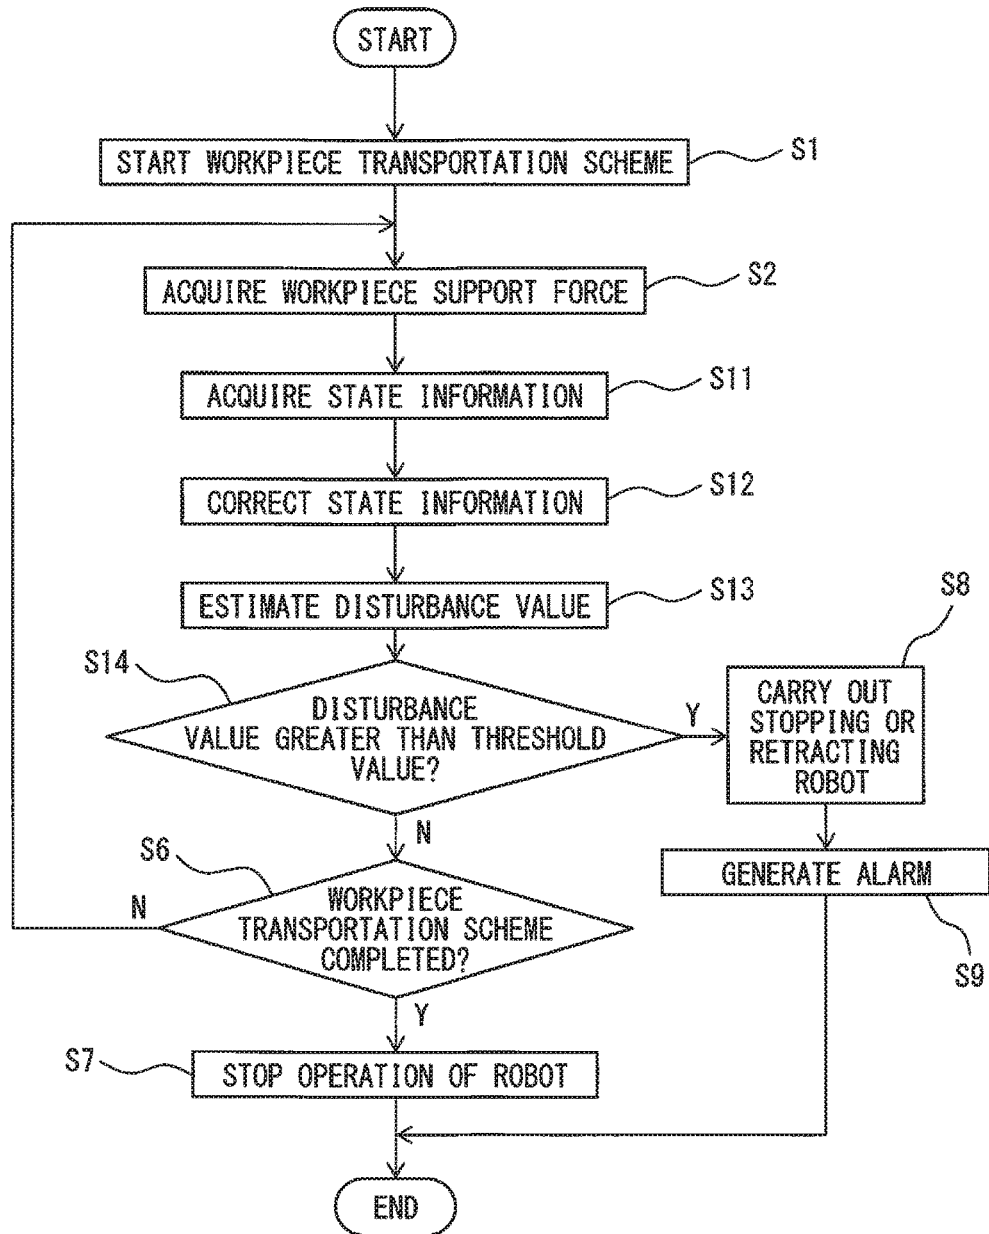 START
START WORKPIECE TRANSPORTATION SCHEME
S1
ACQUIRE WORKPIECE SUPPORT FORCE
S2
ACQUIRE STATE INFORMATION
S11
CORRECT STATE INFORMATION
S12
ESTIMATE DISTURBANCE VALUE
S13
S14
DISTURBANCE
VALUE GREATER THAN THRESHOLD
VALUE?
Y
N
S8
CARRY OUT
STOPPING OR
RETRACTING
ROBOT
GENERATE ALARM
S9
S6
WORKPIECE
TRANSPORTATION SCHEME
COMPLETED?
N
Y
S7
STOP OPERATION OF ROBOT
END